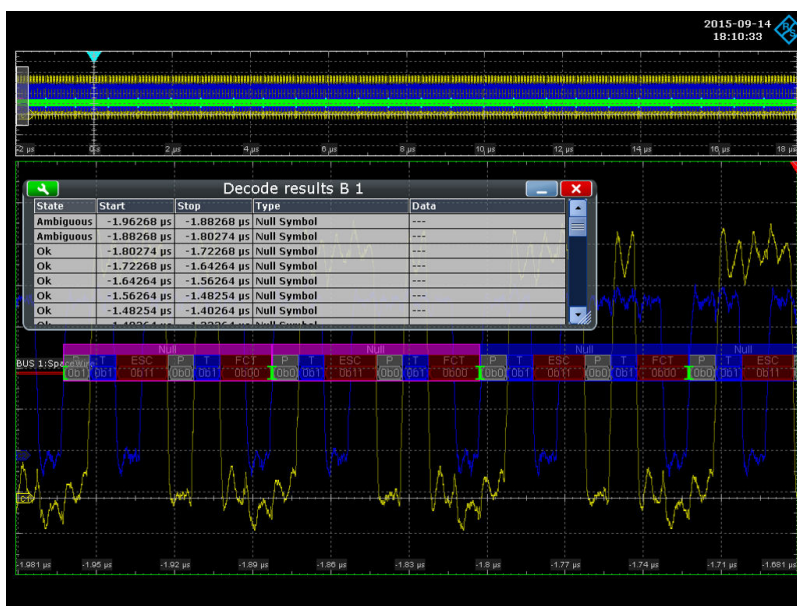 2015-09-14
18:10:33
-2 µs 0 s 2 µs 4 µs 6 µs 8 µs 10 µs 12 µs 14 µs 16 µs 18 µs
Decode results B 1
State Start Stop Type Data
Ambiguous -1.96268 µs -1.88268 µs Null Symbol ---
Ambiguous -1.88268 µs -1.80274 µs Null Symbol ---
Ok -1.80274 µs -1.72268 µs Null Symbol ---
Ok -1.72268 µs -1.64264 µs Null Symbol ---
Ok -1.64264 µs -1.56264 µs Null Symbol ---
Ok -1.56264 µs -1.48254 µs Null Symbol ---
Ok -1.48254 µs -1.40264 µs Null Symbol ---
Null Null Null Null
BUS 1:SpaceWire P T ESC P T FCT P T ESC P T FCT P T ESC P T FCT P T ESC
0b1 0b1 0b11 0b0 0b1 0b00 0b0 0b1 0b11 0b0 0b1 0b00 0b0 0b1 0b11 0b0 0b1 0b00 0b0 0b1 0b11
-1.981 µs -1.95 µs -1.92 µs -1.89 µs -1.86 µs -1.83 µs -1.8 µs -1.77 µs -1.74 µs -1.71 µs -1.681 µs